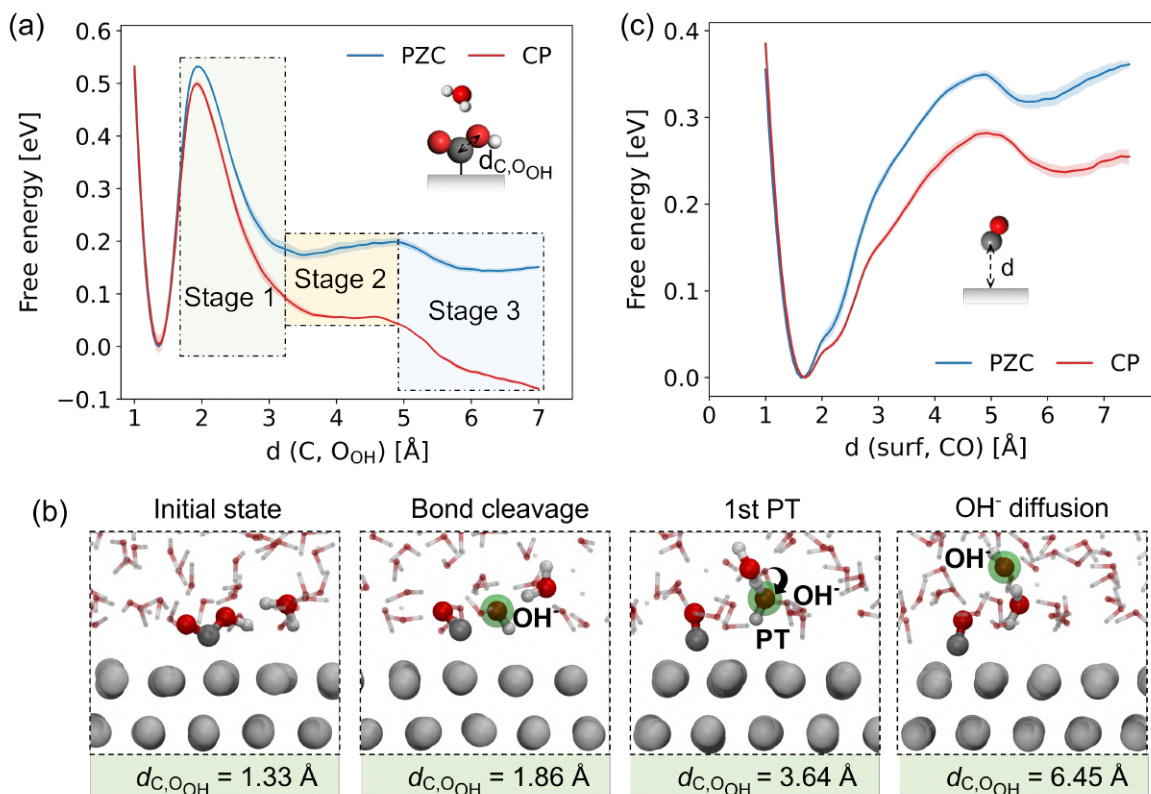 (a)
Free energy [eV]
0.6
0.5
0.4
0.3
0.2
0.1
0.0
−0.1
PZC CP
d_C,O_OH
Stage 1
Stage 2
Stage 3
1 2 3 4 5 6 7
d (C, O_OH) [Å]
(c)
Free energy [eV]
0.4
0.3
0.2
0.1
0.0
d
PZC CP
0 1 2 3 4 5 6 7
d (surf, CO) [Å]
(b)
Initial state
Bond cleavage
1st PT
OH⁻ diffusion
OH⁻
OH⁻
PT
OH⁻
d_C,O_OH = 1.33 Å
d_C,O_OH = 1.86 Å
d_C,O_OH = 3.64 Å
d_C,O_OH = 6.45 Å